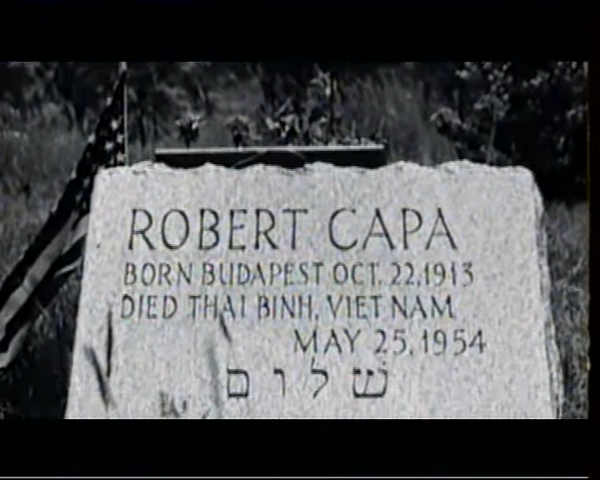 ROBERT CAPA
BORN BUDAPEST OCT. 22, 1913
DIED THAI BINH, VIET NAM
MAY 25, 1954
שלום